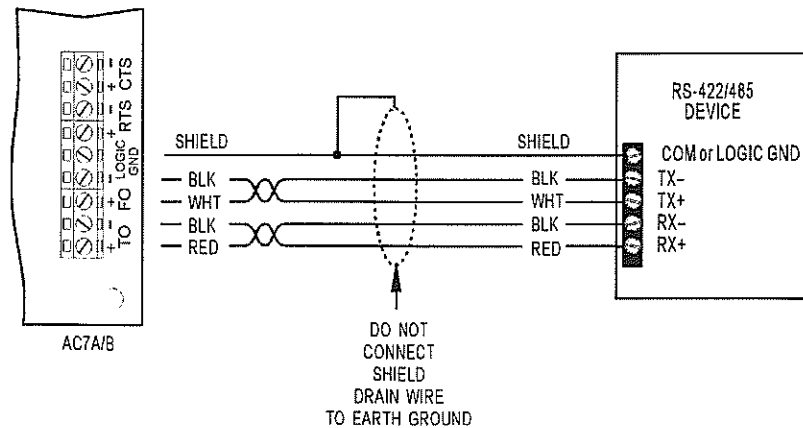 - CTS
+
- RTS
+
LOGIC GND
- FO
+
- TO
+
AC7A/B
SHIELD
BLK
WHT
BLK
RED
SHIELD
BLK
WHT
BLK
RED
RS-422/485
DEVICE
COM or LOGIC GND
TX–
TX+
RX–
RX+
DO NOT
CONNECT
SHIELD
DRAIN WIRE
TO EARTH GROUND